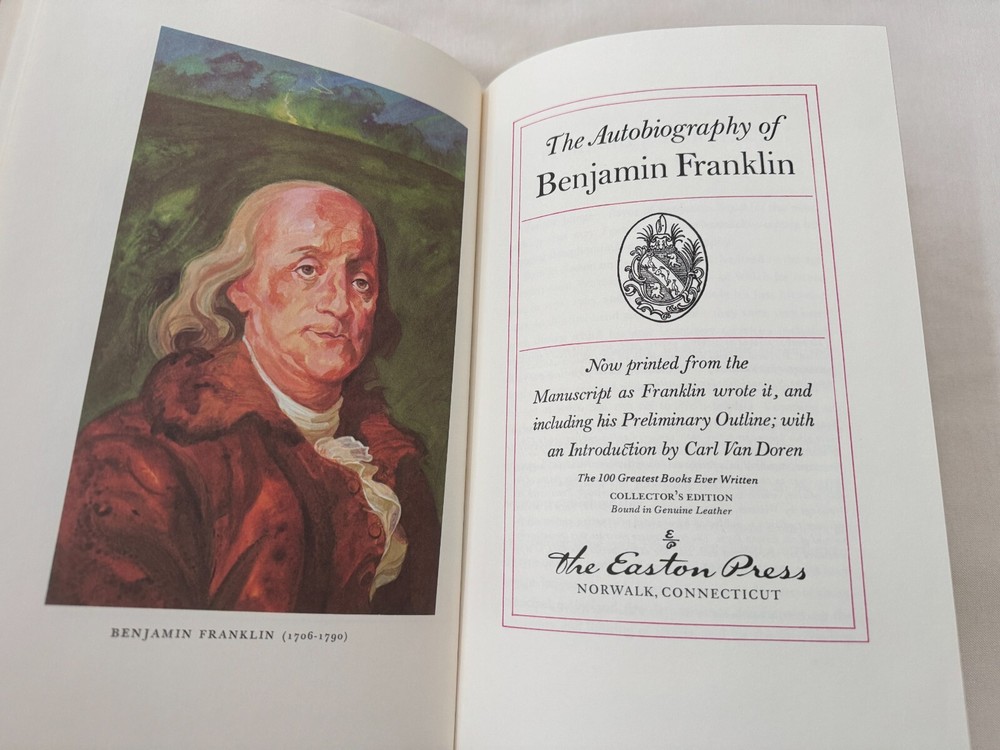 BENJAMIN FRANKLIN (1706-1790)
The Autobiography of
Benjamin Franklin
Now printed from the
Manuscript as Franklin wrote it, and
including his Preliminary Outline; with
an Introduction by Carl Van Doren
The 100 Greatest Books Ever Written
COLLECTOR'S EDITION
Bound in Genuine Leather
E/P
The Easton Press
NORWALK, CONNECTICUT